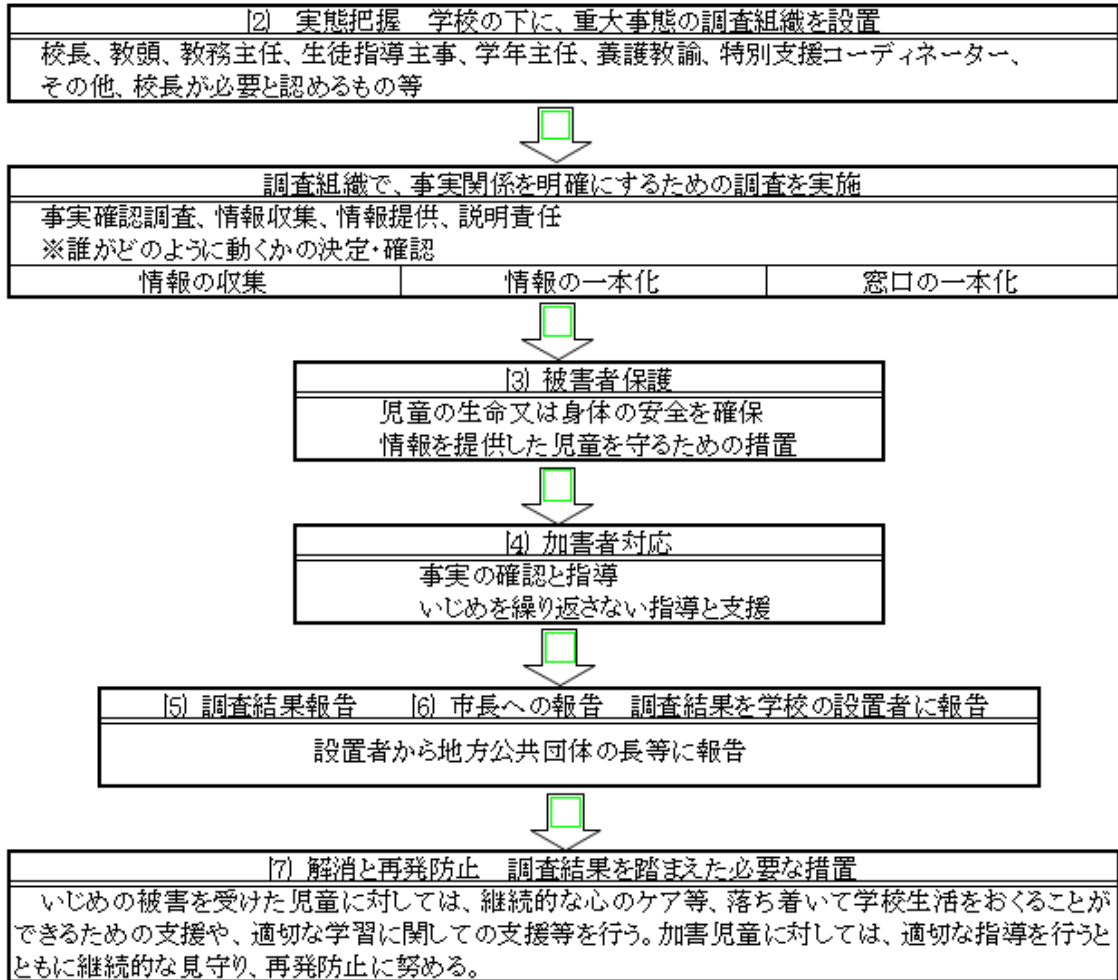 (2) 実態把握 学校の下に、重大事態の調査組織を設置
校長、教頭、教務主任、生徒指導主事、学年主任、養護教諭、特別支援コーディネーター、
その他、校長が必要と認めるもの等
調査組織で、事実関係を明確にするための調査を実施
事実確認調査、情報収集、情報提供、説明責任
※誰がどのように動くかの決定・確認
情報の収集 情報の一本化 窓口の一本化
(3) 被害者保護
児童の生命又は身体の安全を確保
情報を提供した児童を守るための措置
(4) 加害者対応
事実の確認と指導
いじめを繰り返さない指導と支援
(5) 調査結果報告 (6) 市長への報告 調査結果を学校の設置者に報告
設置者から地方公共団体の長等に報告
(7) 解消と再発防止 調査結果を踏まえた必要な措置
いじめの被害を受けた児童に対しては、継続的な心のケア等、落ち着いて学校生活をおくることが
できるための支援や、適切な学習に関しての支援等を行う。加害児童に対しては、適切な指導を行うと
ともに継続的な見守り、再発防止に努める。